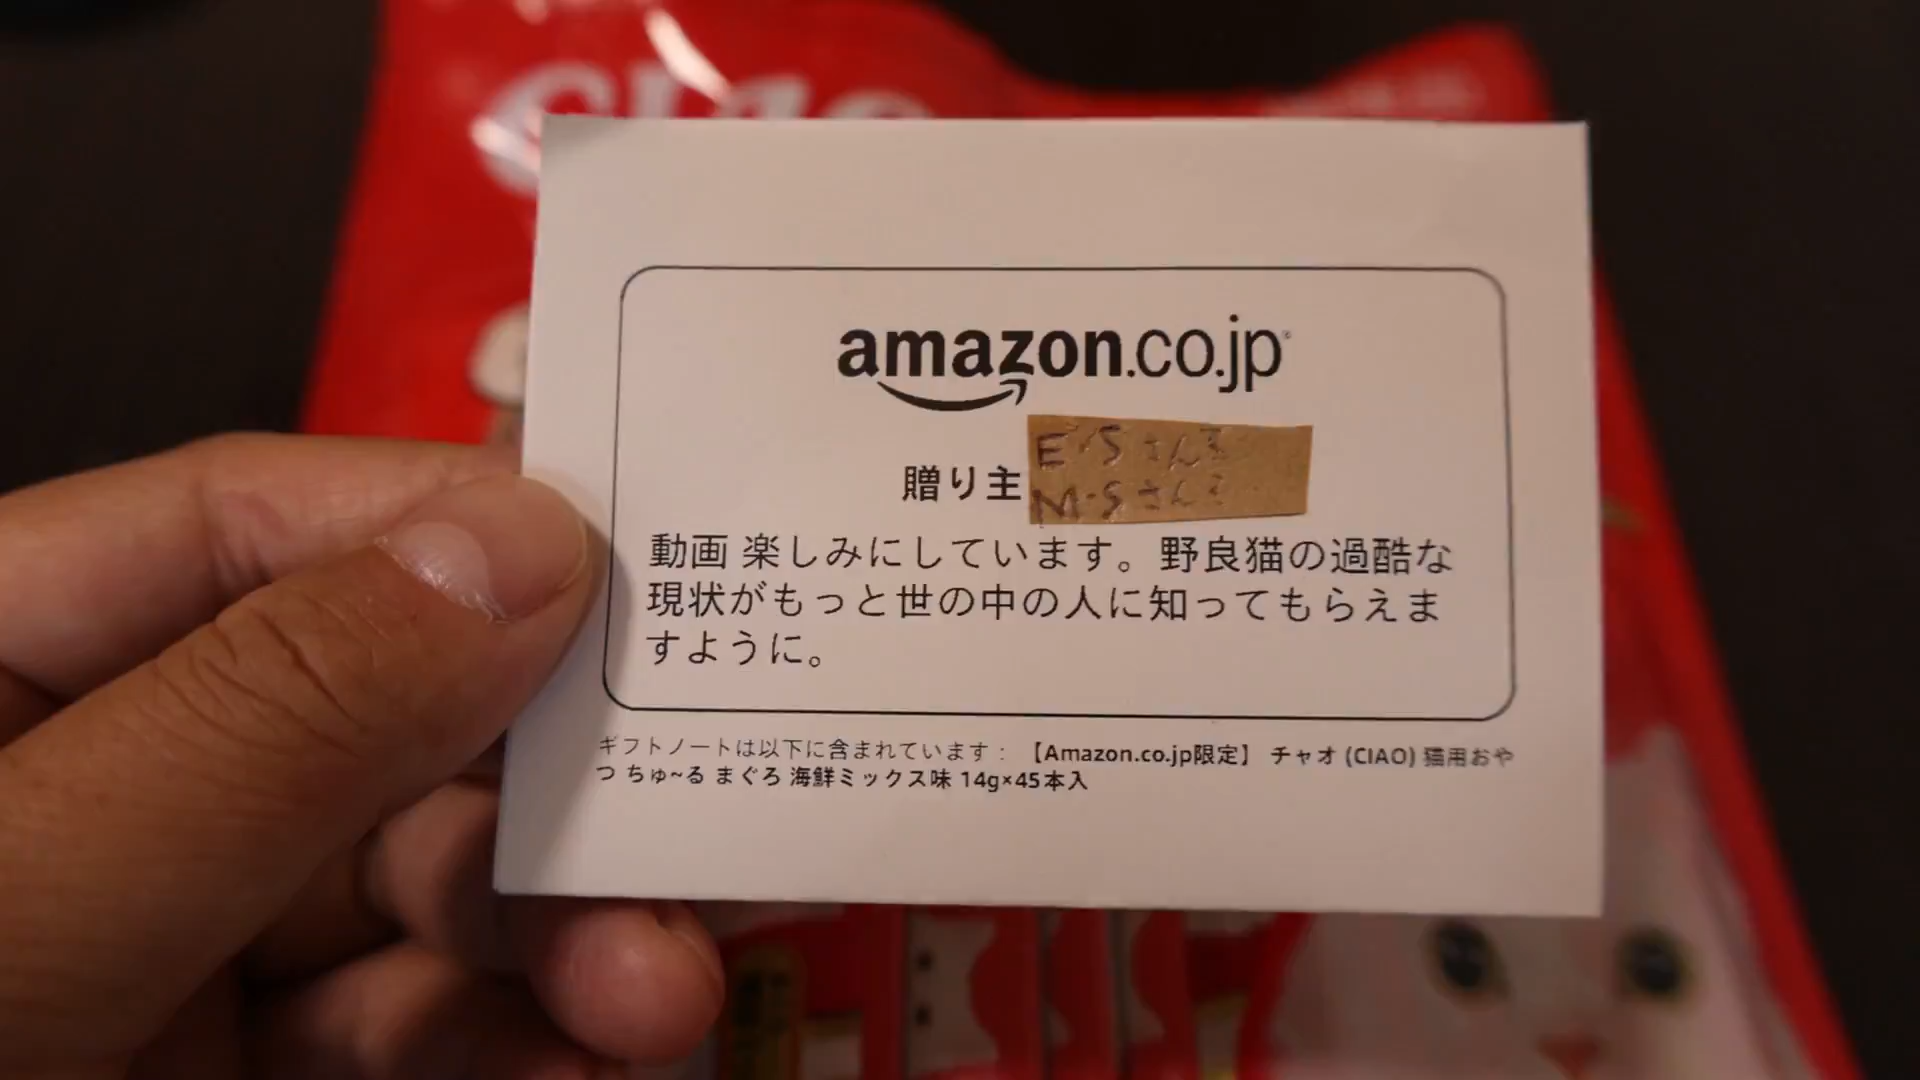 Ciao
amazon.co.jp
贈り主
E・Sさん
M・Sさん
動画 楽しみにしています。野良猫の過酷な
現状がもっと世の中の人に知ってもらえま
すように。
ギフトノートは以下に含まれています： 【Amazon.co.jp限定】 チャオ (CIAO) 猫用おや
つ ちゅ~る まぐろ 海鮮ミックス味 14g×45本入